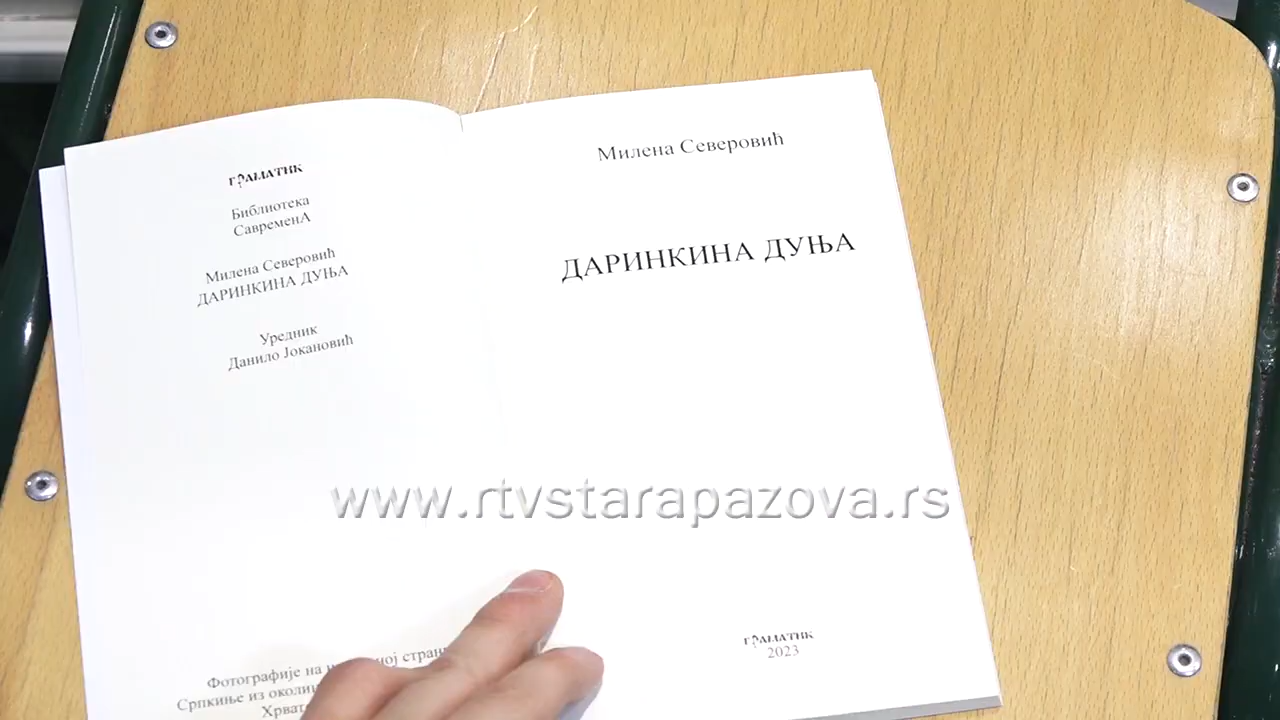 ГРАМАТИК
Библиотека
СавременА
Милена Северовић
ДАРИНКИНА ДУЊА
Уредник
Данило Јокановић
Фотографије на
Српкиње из околи
Милена Северовић
ДАРИНКИНА ДУЊА
ГРАМАТИК
2023
www.rtvstarapazova.rs